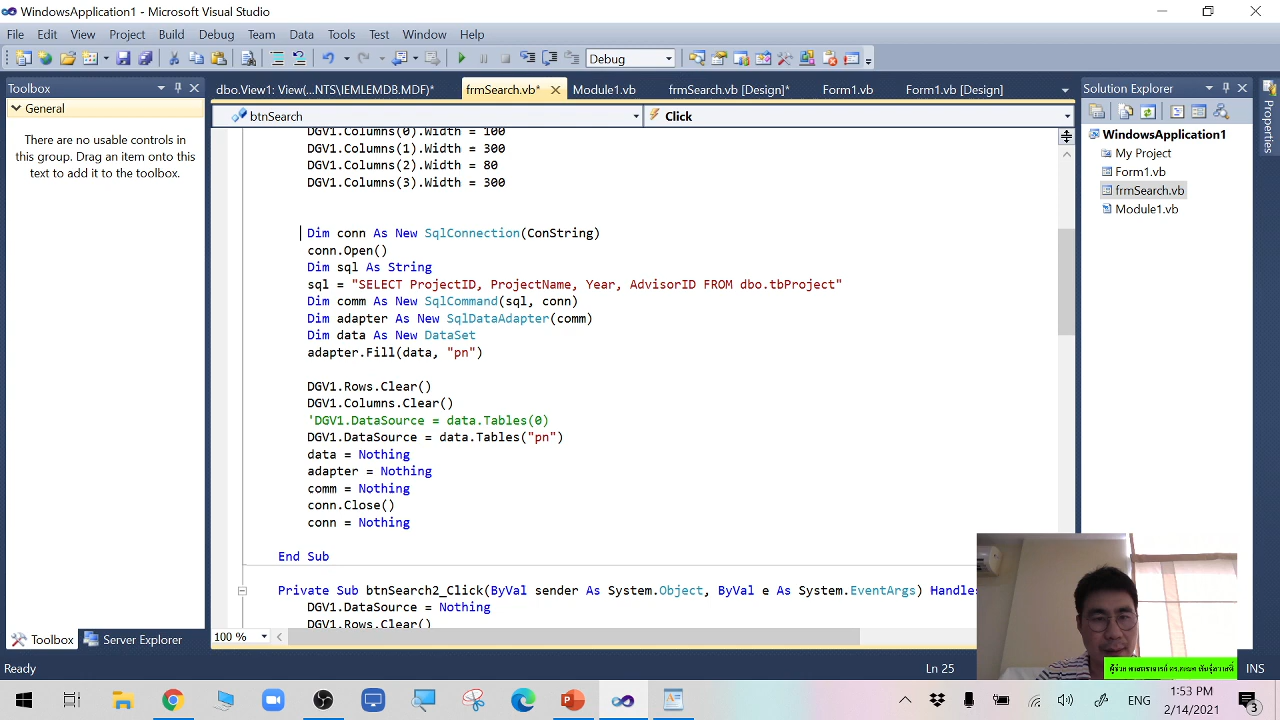 WindowsApplication1 - Microsoft Visual Studio
File Edit View Project Build Debug Team Data Tools Test Window Help
Debug
Toolbox
General
There are no usable controls in
this group. Drag an item onto this
text to add it to the toolbox.
Toolbox Server Explorer
dbo.View1: View(...NTS\IEMLEMDB.MDF)* frmSearch.vb* Module1.vb frmSearch.vb [Design]* Form1.vb Form1.vb [Design]
btnSearch Click
DGV1.Columns(0).Width = 100
DGV1.Columns(1).Width = 300
DGV1.Columns(2).Width = 80
DGV1.Columns(3).Width = 300
Dim conn As New SqlConnection(ConString)
conn.Open()
Dim sql As String
sql = "SELECT ProjectID, ProjectName, Year, AdvisorID FROM dbo.tbProject"
Dim comm As New SqlCommand(sql, conn)
Dim adapter As New SqlDataAdapter(comm)
Dim data As New DataSet
adapter.Fill(data, "pn")
DGV1.Rows.Clear()
DGV1.Columns.Clear()
'DGV1.DataSource = data.Tables(0)
DGV1.DataSource = data.Tables("pn")
data = Nothing
adapter = Nothing
comm = Nothing
conn.Close()
conn = Nothing
End Sub
Private Sub btnSearch2_Click(ByVal sender As System.Object, ByVal e As System.EventArgs) Handles
DGV1.DataSource = Nothing
DGV1.Rows.Clear()
100 %
Solution Explorer
WindowsApplication1
My Project
Form1.vb
frmSearch.vb
Module1.vb
Properties
Ready Ln 25 INS
ENG
1:53 PM
2/14/2021
3